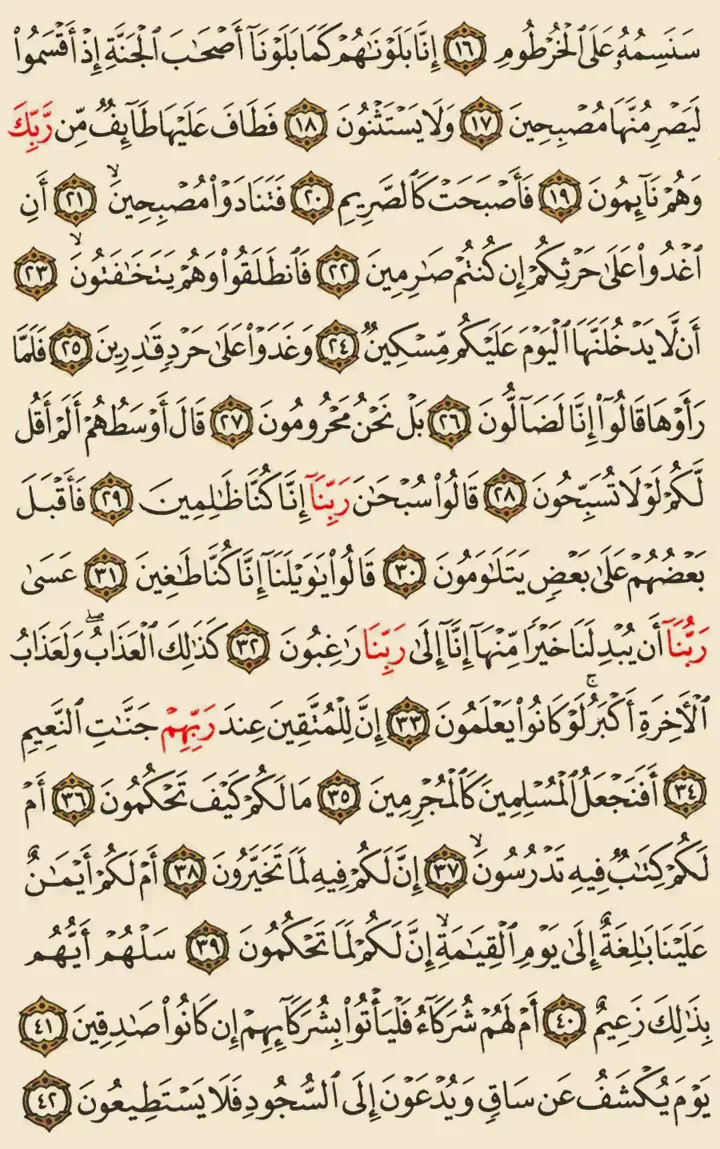 سَنَسِمُهُۥ عَلَى ٱلۡخُرۡطُومِ ١٦ إِنَّا بَلَوۡنَٰهُمۡ كَمَا بَلَوۡنَآ أَصۡحَٰبَ ٱلۡجَنَّةِ إِذۡ أَقۡسَمُواْ
لَيَصۡرِمُنَّهَا مُصۡبِحِينَ ١٧ وَلَا يَسۡتَثۡنُونَ ١٨ فَطَافَ عَلَيۡهَا طَآئِفٞ مِّن رَّبِّكَ
وَهُمۡ نَآئِمُونَ ١٩ فَأَصۡبَحَتۡ كَٱلصَّرِيمِ ٢٠ فَتَنَادَوۡاْ مُصۡبِحِينَ ٢١ أَنِ
ٱغۡدُواْ عَلَىٰ حَرۡثِكُمۡ إِن كُنتُمۡ صَٰرِمِينَ ٢٢ فَٱنطَلَقُواْ وَهُمۡ يَتَخَٰفَتُونَ ٢٣
أَن لَّا يَدۡخُلَنَّهَا ٱلۡيَوۡمَ عَلَيۡكُم مِّسۡكِينٞ ٢٤ وَغَدَوۡاْ عَلَىٰ حَرۡدٖ قَٰدِرِينَ ٢٥ فَلَمَّا
رَأَوۡهَا قَالُوٓاْ إِنَّا لَضَآلُّونَ ٢٦ بَلۡ نَحۡنُ مَحۡرُومُونَ ٢٧ قَالَ أَوۡسَطُهُمۡ أَلَمۡ أَقُل
لَّكُمۡ لَوۡلَا تُسَبِّحُونَ ٢٨ قَالُواْ سُبۡحَٰنَ رَبِّنَآ إِنَّا كُنَّا ظَٰلِمِينَ ٢٩ فَأَقۡبَلَ
بَعۡضُهُمۡ عَلَىٰ بَعۡضٖ يَتَلَٰوَمُونَ ٣٠ قَالُواْ يَٰوَيۡلَنَآ إِنَّا كُنَّا طَٰغِينَ ٣١ عَسَىٰ
رَبُّنَآ أَن يُبۡدِلَنَا خَيۡرٗا مِّنۡهَآ إِنَّآ إِلَىٰ رَبِّنَا رَٰغِبُونَ ٣٢ كَذَٰلِكَ ٱلۡعَذَابُۖ وَلَعَذَابُ
ٱلۡأٓخِرَةِ أَكۡبَرُۚ لَوۡ كَانُواْ يَعۡلَمُونَ ٣٣ إِنَّ لِلۡمُتَّقِينَ عِندَ رَبِّهِمۡ جَنَّٰتِ ٱلنَّعِيمِ
٣٤ أَفَنَجۡعَلُ ٱلۡمُسۡلِمِينَ كَٱلۡمُجۡرِمِينَ ٣٥ مَا لَكُمۡ كَيۡفَ تَحۡكُمُونَ ٣٦ أَمۡ
لَكُمۡ كِتَٰبٞ فِيهِ تَدۡرُسُونَ ٣٧ إِنَّ لَكُمۡ فِيهِ لَمَا تَخَيَّرُونَ ٣٨ أَمۡ لَكُمۡ أَيۡمَٰنٌ
عَلَيۡنَا بَٰلِغَةٌ إِلَىٰ يَوۡمِ ٱلۡقِيَٰمَةِ إِنَّ لَكُمۡ لَمَا تَحۡكُمُونَ ٣٩ سَلۡهُمۡ أَيُّهُم
بِذَٰلِكَ زَعِيمٌ ٤٠ أَمۡ لَهُمۡ شُرَكَآءُ فَلۡيَأۡتُواْ بِشُرَكَآئِهِمۡ إِن كَانُواْ صَٰدِقِينَ ٤١
يَوۡمَ يُكۡشَفُ عَن سَاقٖ وَيُدۡعَوۡنَ إِلَى ٱلسُّجُودِ فَلَا يَسۡتَطِيعُونَ ٤٢